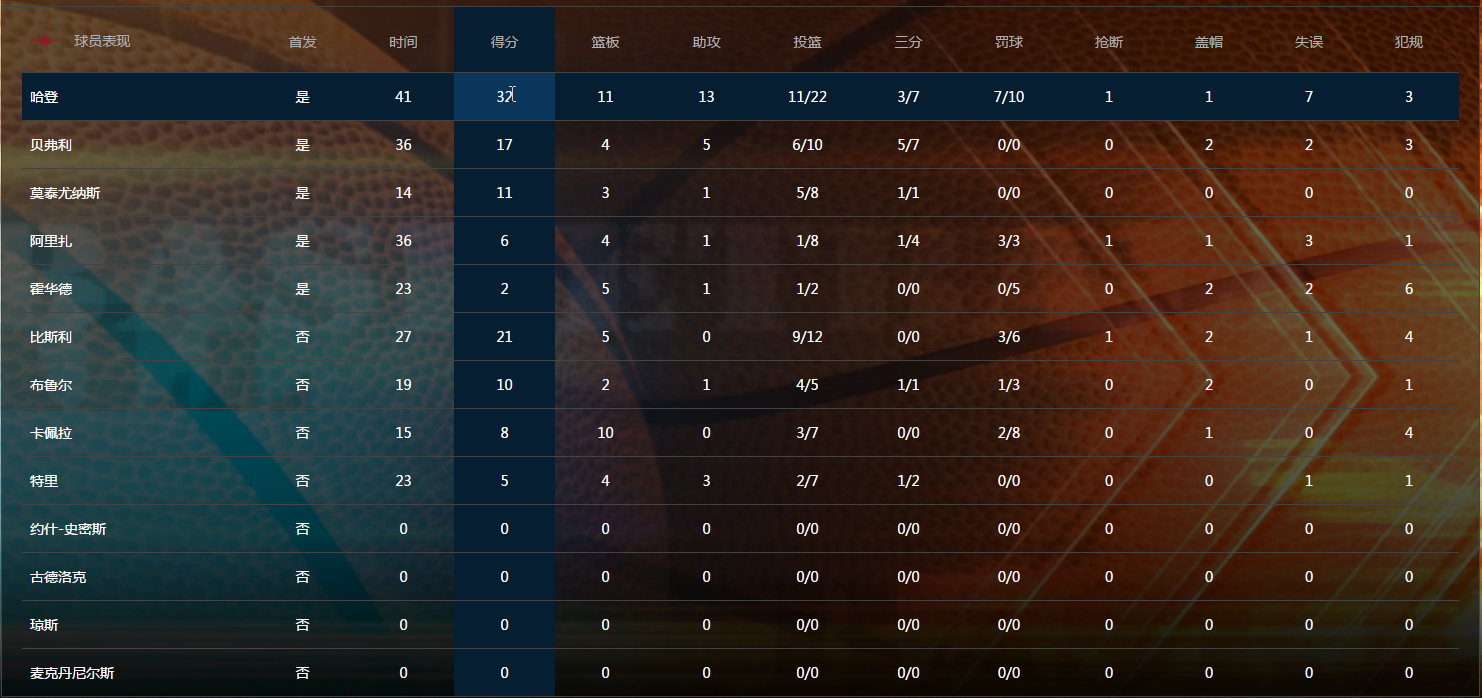 球员表现 首发 时间 得分 篮板 助攻 投篮 三分 罚球 抢断 盖帽 失误 犯规
哈登 是 41 32 11 13 11/22 3/7 7/10 1 1 7 3
贝弗利 是 36 17 4 5 6/10 5/7 0/0 0 2 2 3
莫泰尤纳斯 是 14 11 3 1 5/8 1/1 0/0 0 0 0 0
阿里扎 是 36 6 4 1 1/8 1/4 3/3 1 1 3 1
霍华德 是 23 2 5 1 1/2 0/0 0/5 0 2 2 6
比斯利 否 27 21 5 0 9/12 0/0 3/6 1 2 1 4
布鲁尔 否 19 10 2 1 4/5 1/1 1/3 0 2 0 1
卡佩拉 否 15 8 10 0 3/7 0/0 2/8 0 1 0 4
特里 否 23 5 4 3 2/7 1/2 0/0 0 0 1 1
约什-史密斯 否 0 0 0 0 0/0 0/0 0/0 0 0 0 0
古德洛克 否 0 0 0 0 0/0 0/0 0/0 0 0 0 0
琼斯 否 0 0 0 0 0/0 0/0 0/0 0 0 0 0
麦克丹尼尔斯 否 0 0 0 0 0/0 0/0 0/0 0 0 0 0